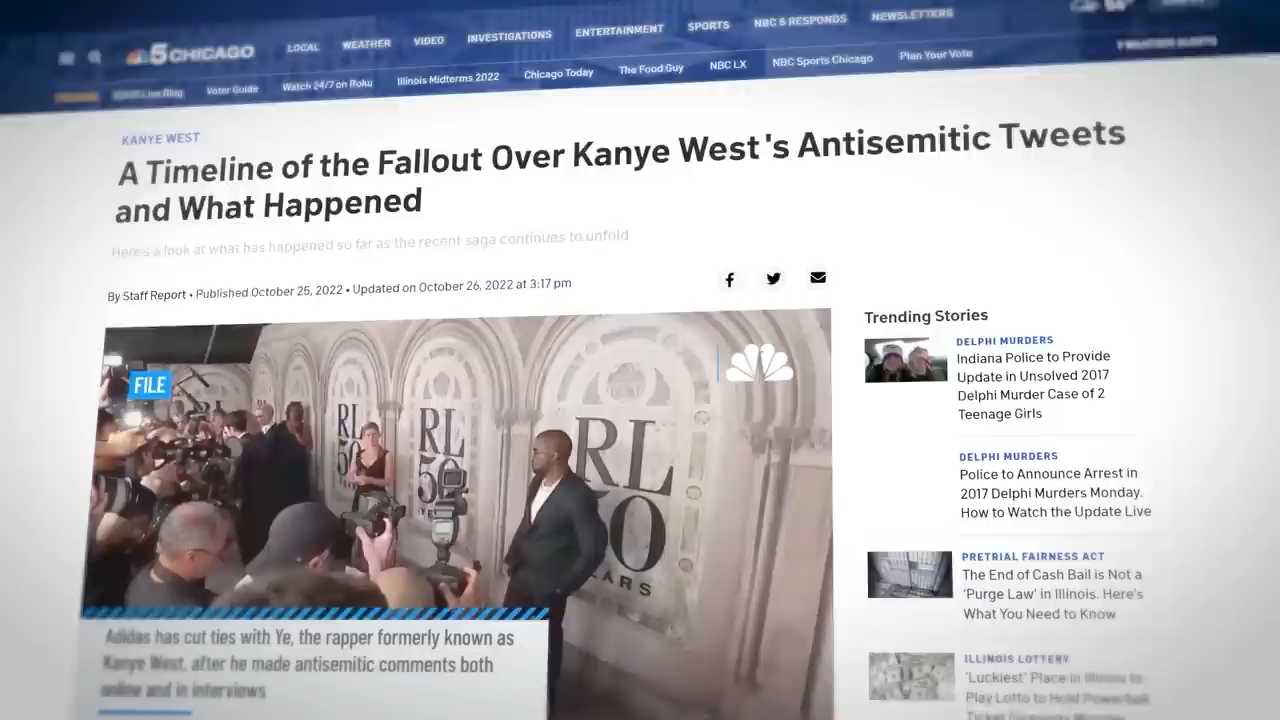 5 CHICAGO
LOCAL WEATHER VIDEO INVESTIGATIONS ENTERTAINMENT SPORTS NBC 5 RESPONDS NEWSLETTERS
Live Blog Voter Guide Watch 24/7 on Roku Illinois Midterms 2022 Chicago Today The Food Guy NBC LX NBC Sports Chicago Plan Your Vote
KANYE WEST
A Timeline of the Fallout Over Kanye West's Antisemitic Tweets
and What Happened
Here's a look at what has happened so far as the recent saga continues to unfold
By Staff Report • Published October 25, 2022 • Updated on October 26, 2022 at 3:17 pm
FILE
RL
50
RL
50
RL
50
YEARS
Adidas has cut ties with Ye, the rapper formerly known as
Kanye West, after he made antisemitic comments both
online and in interviews
Trending Stories
DELPHI MURDERS
Indiana Police to Provide
Update in Unsolved 2017
Delphi Murder Case of 2
Teenage Girls
DELPHI MURDERS
Police to Announce Arrest in
2017 Delphi Murders Monday.
How to Watch the Update Live
PRETRIAL FAIRNESS ACT
The End of Cash Bail is Not a
'Purge Law' in Illinois. Here's
What You Need to Know
ILLINOIS LOTTERY
'Luckiest' Place in Illinois to
Play Lotto to Hold Powerball